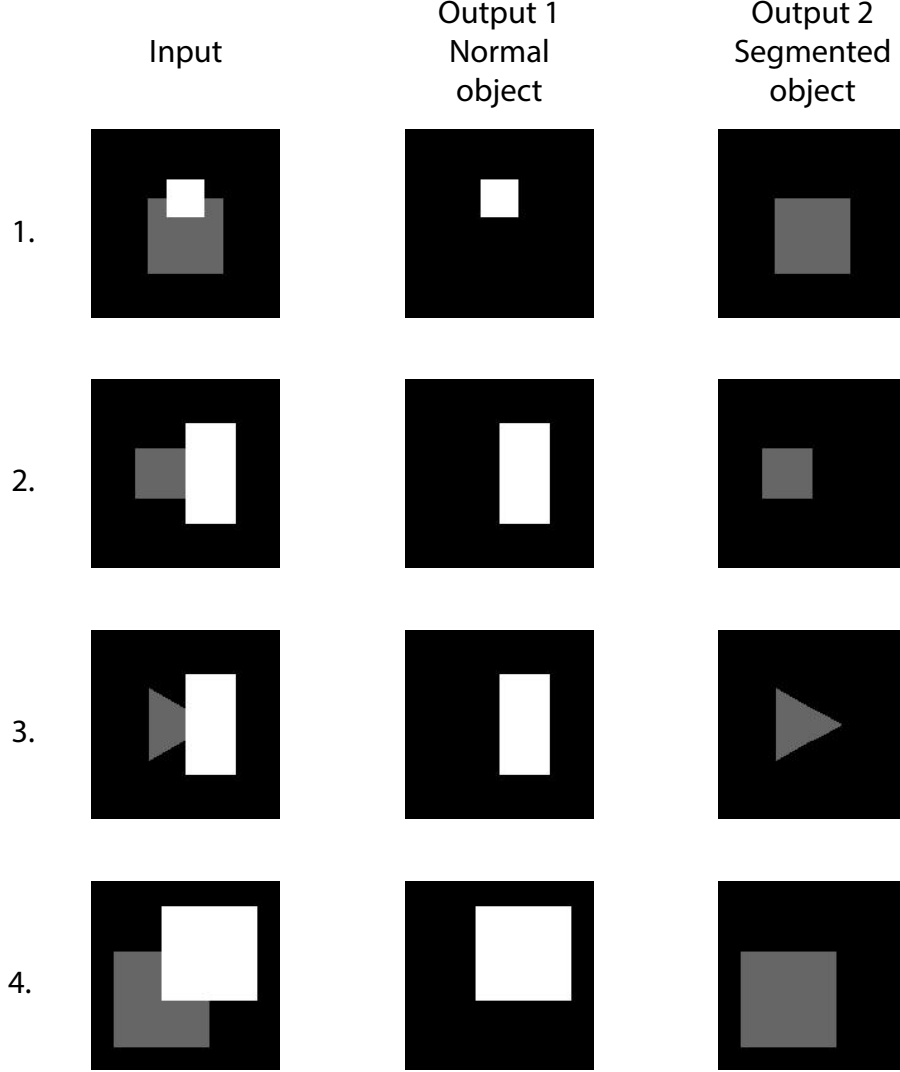 Input
Output 1
Normal
object
Output 2
Segmented
object
1.
2.
3.
4.